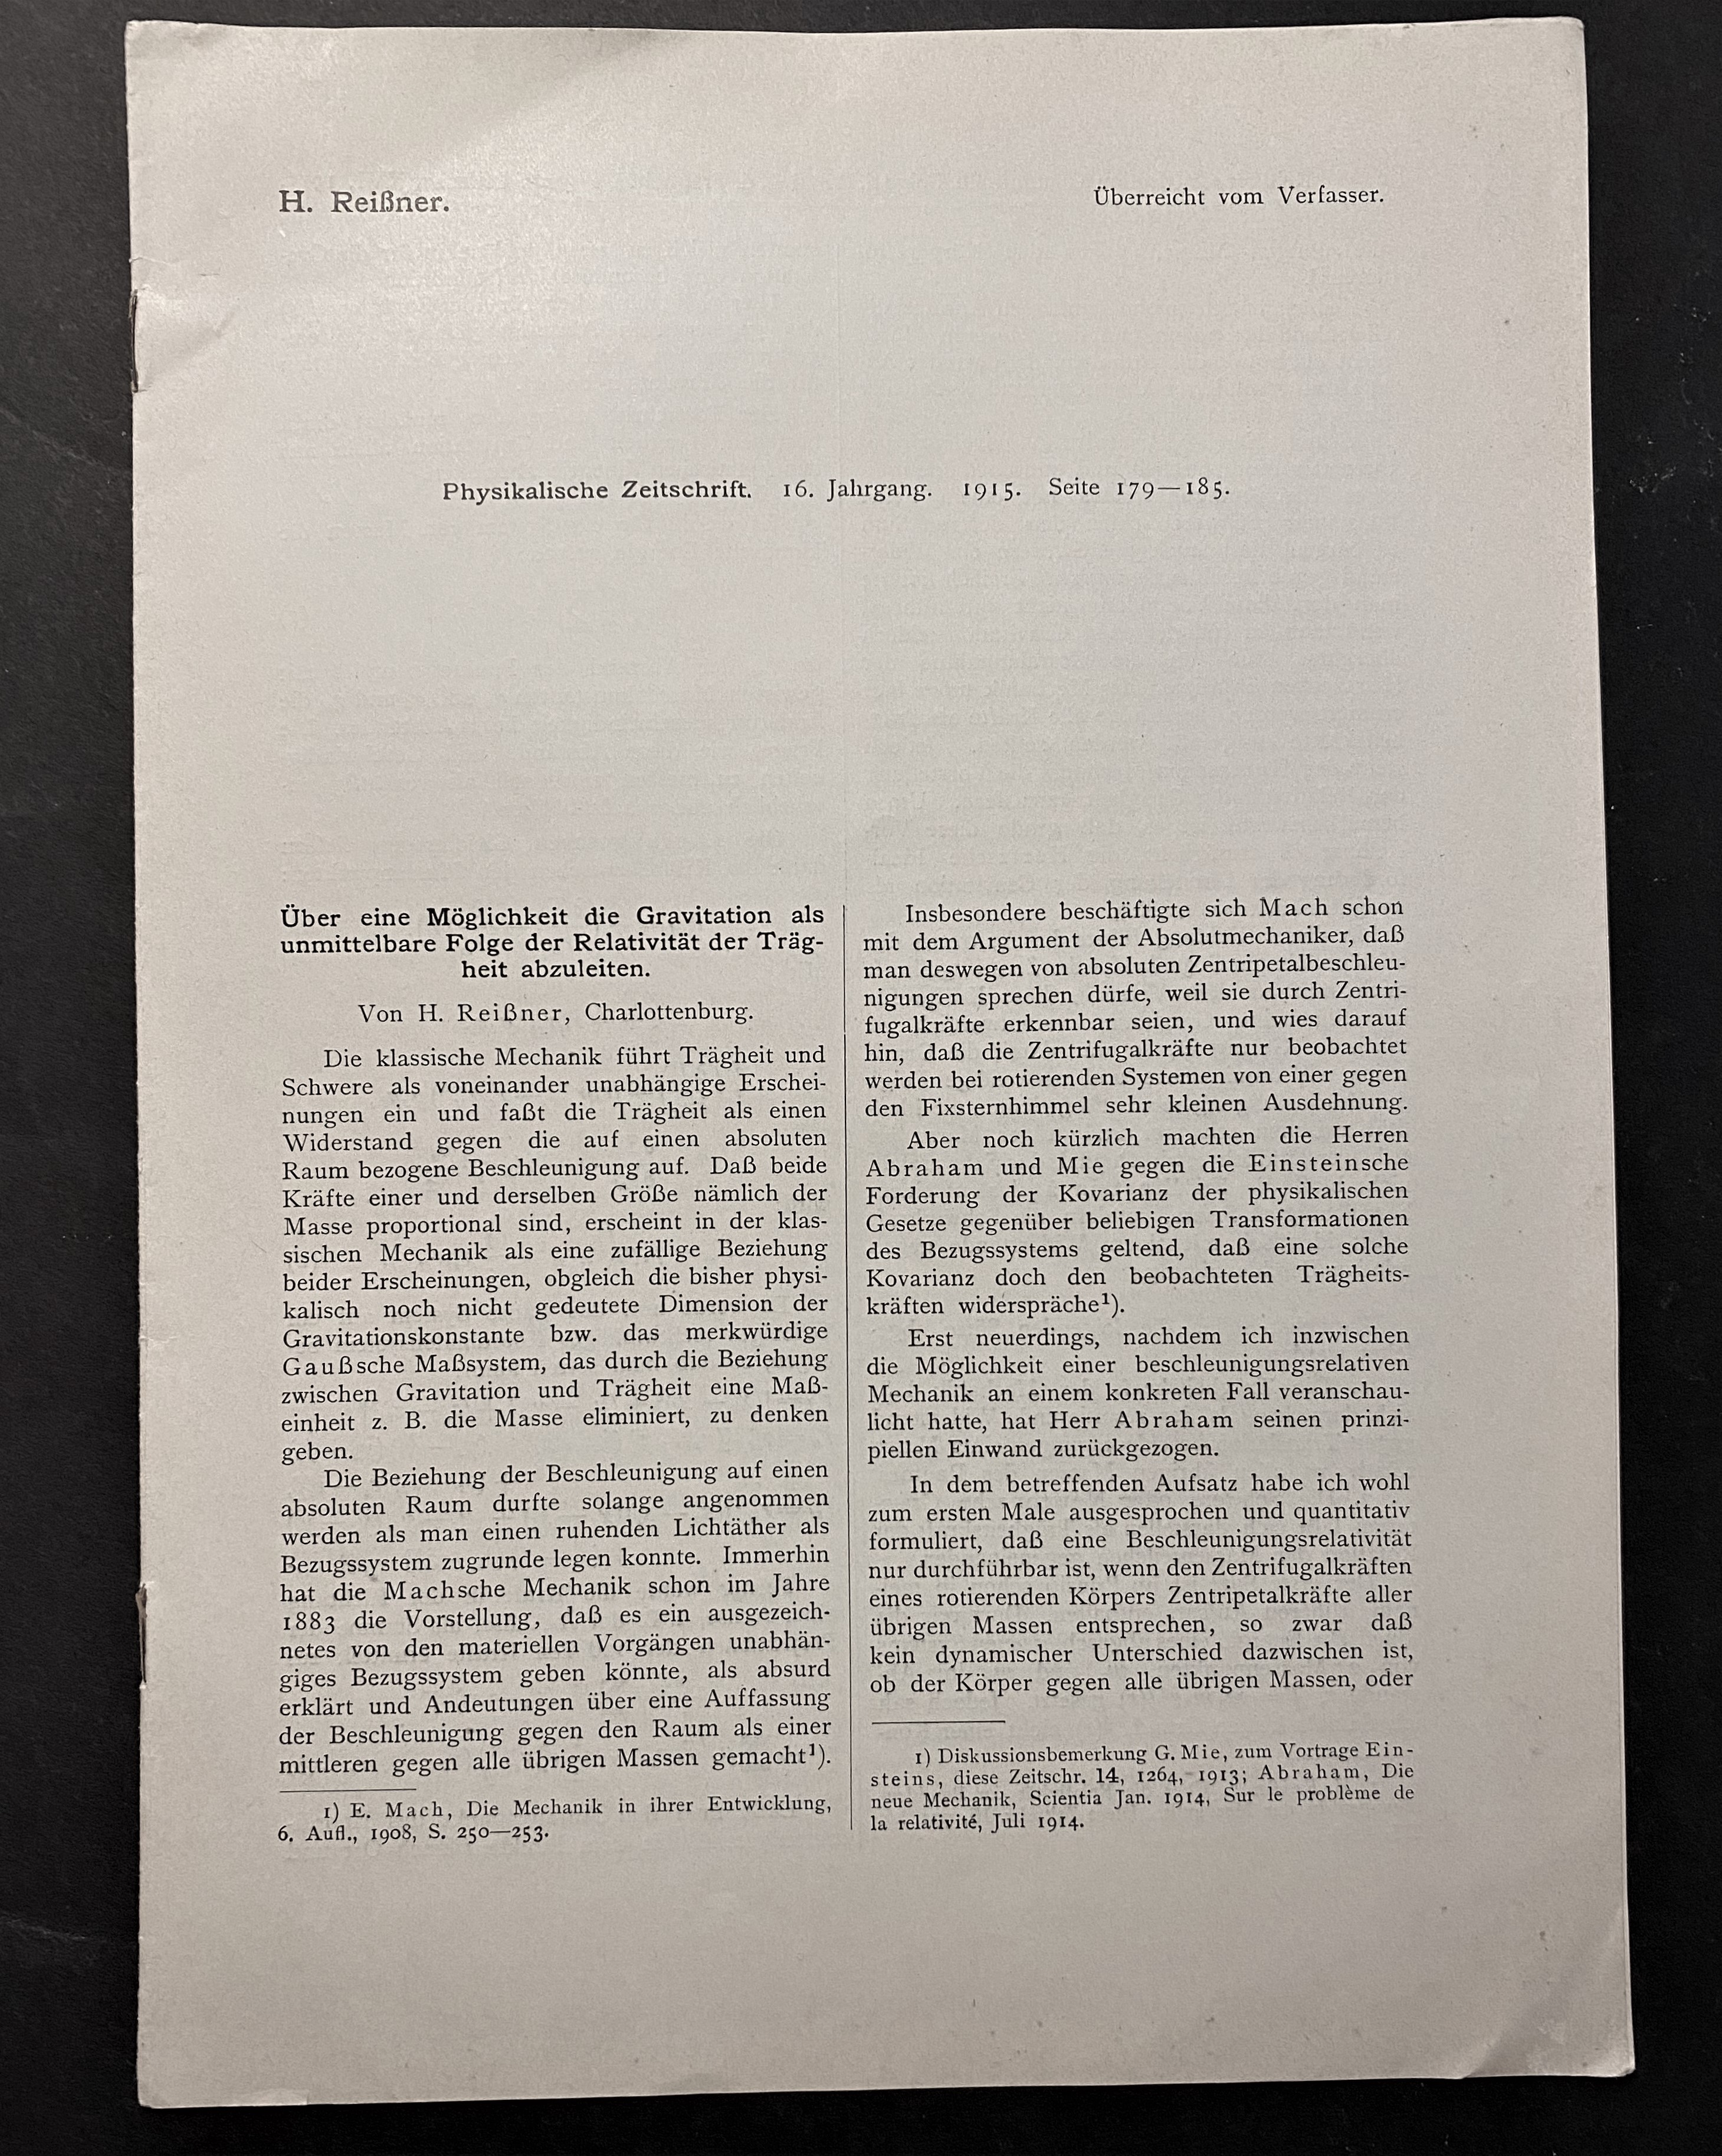 H. Reißner.
Überreicht vom Verfasser.
Physikalische Zeitschrift. 16. Jahrgang. 1915. Seite 179—185.
Über eine Möglichkeit die Gravitation als
unmittelbare Folge der Relativität der Träg-
heit abzuleiten.
Von H. Reißner, Charlottenburg.
Die klassische Mechanik führt Trägheit und
Schwere als voneinander unabhängige Erschei-
nungen ein und faßt die Trägheit als einen
Widerstand gegen die auf einen absoluten
Raum bezogene Beschleunigung auf. Daß beide
Kräfte einer und derselben Größe nämlich der
Masse proportional sind, erscheint in der klas-
sischen Mechanik als eine zufällige Beziehung
beider Erscheinungen, obgleich die bisher physi-
kalisch noch nicht gedeutete Dimension der
Gravitationskonstante bzw. das merkwürdige
Gaußsche Maßsystem, das durch die Beziehung
zwischen Gravitation und Trägheit eine Maß-
einheit z. B. die Masse eliminiert, zu denken
geben.
Die Beziehung der Beschleunigung auf einen
absoluten Raum durfte solange angenommen
werden als man einen ruhenden Lichtäther als
Bezugssystem zugrunde legen konnte. Immerhin
hat die Machsche Mechanik schon im Jahre
1883 die Vorstellung, daß es ein ausgezeich-
netes von den materiellen Vorgängen unabhän-
giges Bezugssystem geben könnte, als absurd
erklärt und Andeutungen über eine Auffassung
der Beschleunigung gegen den Raum als einer
mittleren gegen alle übrigen Massen gemacht¹).
1) E. Mach, Die Mechanik in ihrer Entwicklung,
6. Aufl., 1908, S. 250—253.
Insbesondere beschäftigte sich Mach schon
mit dem Argument der Absolutmechaniker, daß
man deswegen von absoluten Zentripetalbeschleu-
nigungen sprechen dürfe, weil sie durch Zentri-
fugalkräfte erkennbar seien, und wies darauf
hin, daß die Zentrifugalkräfte nur beobachtet
werden bei rotierenden Systemen von einer gegen
den Fixsternhimmel sehr kleinen Ausdehnung.
Aber noch kürzlich machten die Herren
Abraham und Mie gegen die Einsteinsche
Forderung der Kovarianz der physikalischen
Gesetze gegenüber beliebigen Transformationen
des Bezugssystems geltend, daß eine solche
Kovarianz doch den beobachteten Trägheits-
kräften widerspräche¹).
Erst neuerdings, nachdem ich inzwischen
die Möglichkeit einer beschleunigungsrelativen
Mechanik an einem konkreten Fall veranschau-
licht hatte, hat Herr Abraham seinen prinzi-
piellen Einwand zurückgezogen.
In dem betreffenden Aufsatz habe ich wohl
zum ersten Male ausgesprochen und quantitativ
formuliert, daß eine Beschleunigungsrelativität
nur durchführbar ist, wenn den Zentrifugalkräften
eines rotierenden Körpers Zentripetalkräfte aller
übrigen Massen entsprechen, so zwar daß
kein dynamischer Unterschied dazwischen ist,
ob der Körper gegen alle übrigen Massen, oder
1) Diskussionsbemerkung G. Mie, zum Vortrage Ein-
steins, diese Zeitschr. 14, 1264, 1913; Abraham, Die
neue Mechanik, Scientia Jan. 1914, Sur le problème de
la relativité, Juli 1914.